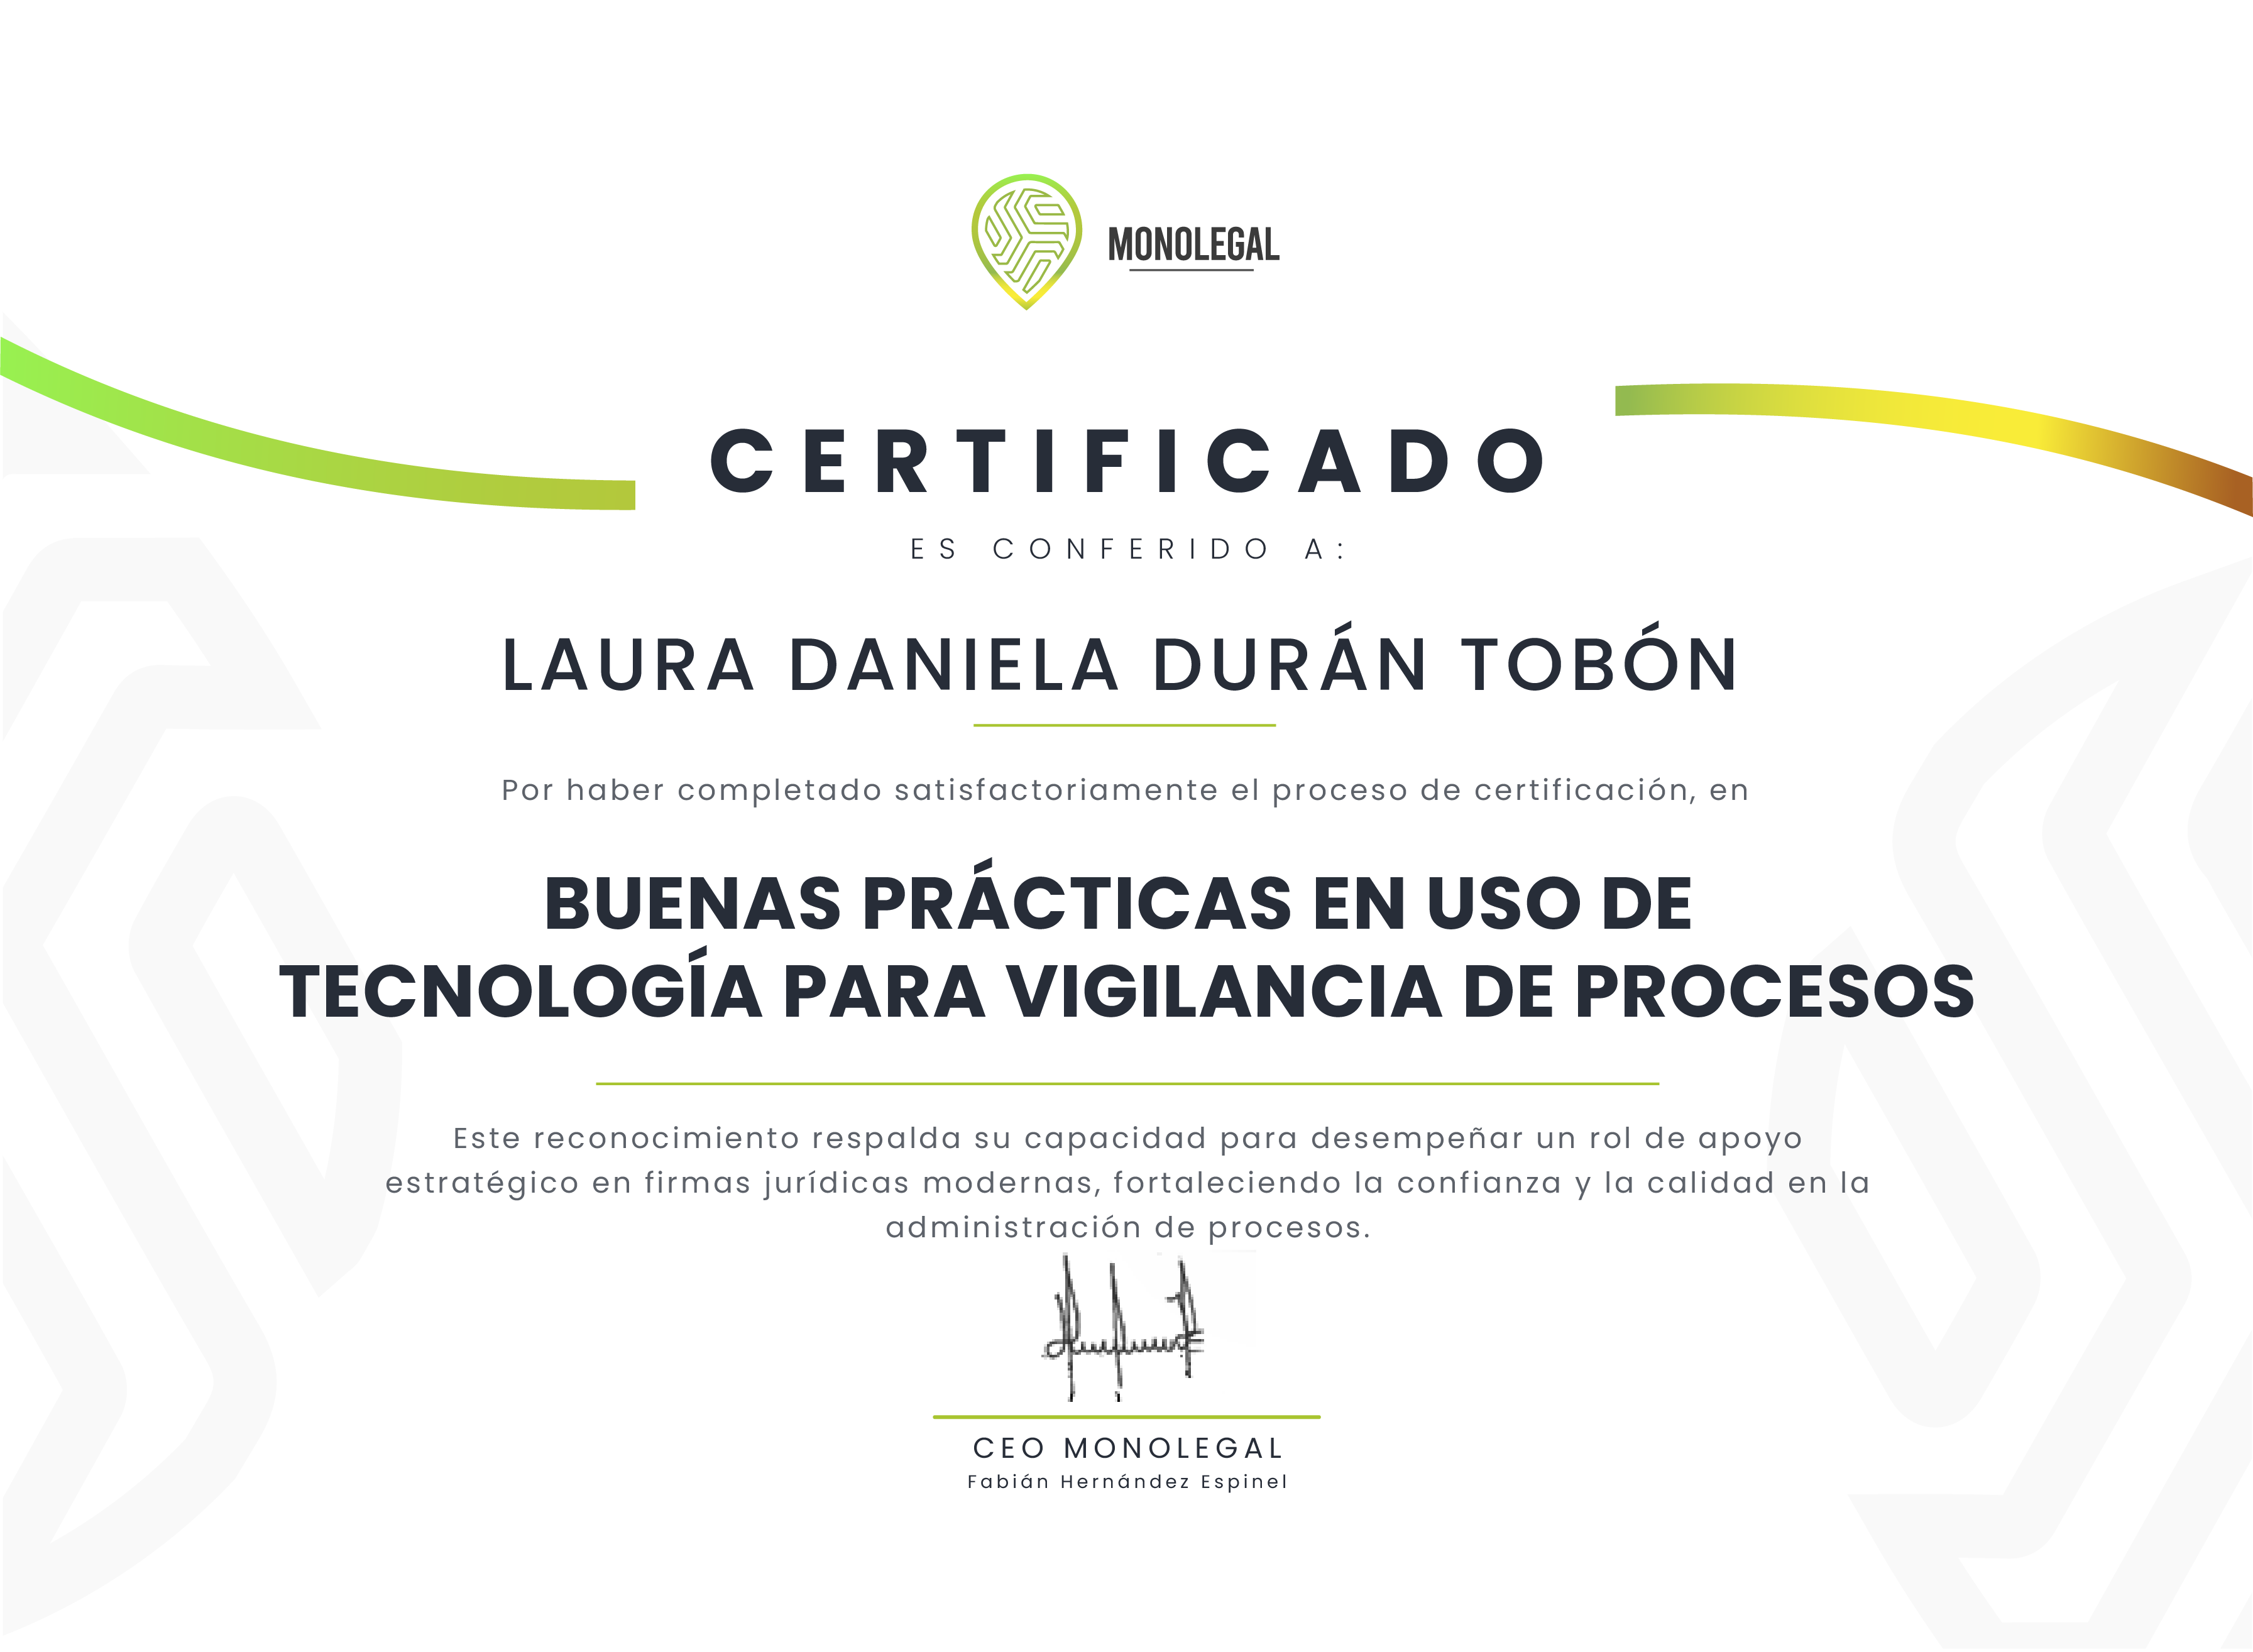 MONOLEGAL
CERTIFICADO
ES CONFERIDO A:
LAURA DANIELA DURÁN TOBÓN
Por haber completado satisfactoriamente el proceso de certificación, en
BUENAS PRÁCTICAS EN USO DE
TECNOLOGÍA PARA VIGILANCIA DE PROCESOS
Este reconocimiento respalda su capacidad para desempeñar un rol de apoyo
estratégico en firmas jurídicas modernas, fortaleciendo la confianza y la calidad en la
administración de procesos.
CEO MONOLEGAL
Fabián Hernández Espinel